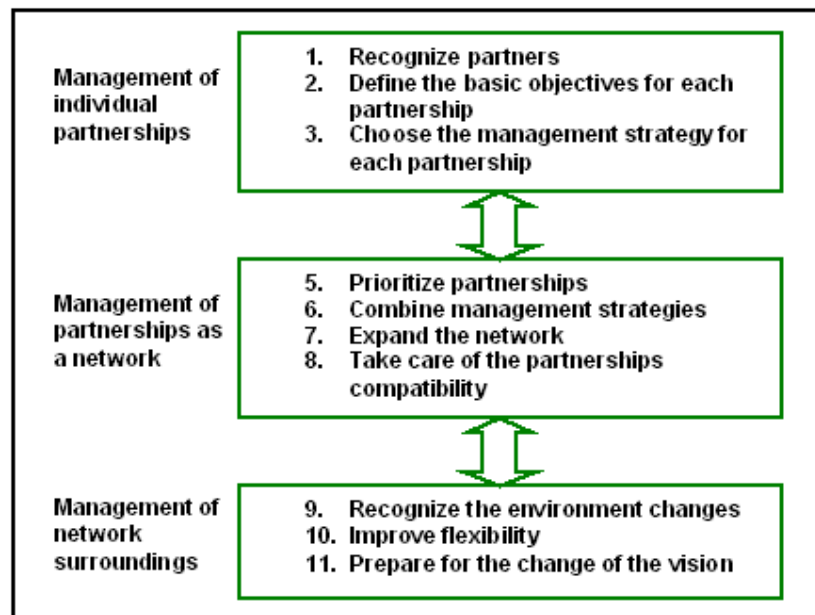 Management of
individual
partnerships
1. Recognize partners
2. Define the basic objectives for each
partnership
3. Choose the management strategy for
each partnership
Management of
partnerships as
a network
5. Prioritize partnerships
6. Combine management strategies
7. Expand the network
8. Take care of the partnerships
compatibility
Management of
network
surroundings
9. Recognize the environment changes
10. Improve flexibility
11. Prepare for the change of the vision